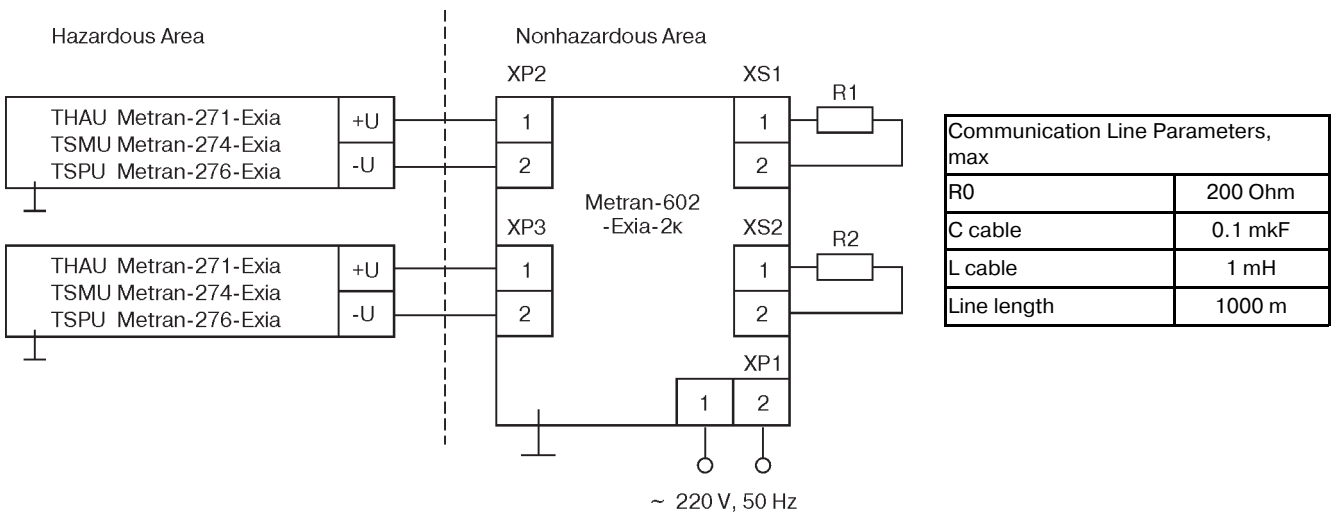 Hazardous Area
Nonhazardous Area
XP2
XS1
R1
THAU Metran-271-Exia
TSMU Metran-274-Exia
TSPU Metran-276-Exia
+U
-U
1
2
1
2
Metran-602
-Exia-2к
XP3
XS2
R2
THAU Metran-271-Exia
TSMU Metran-274-Exia
TSPU Metran-276-Exia
+U
-U
1
2
1
2
XP1
1
2
~ 220 V, 50 Hz
Communication Line Parameters,
max
R0 200 Ohm
C cable 0.1 mkF
L cable 1 mH
Line length 1000 m